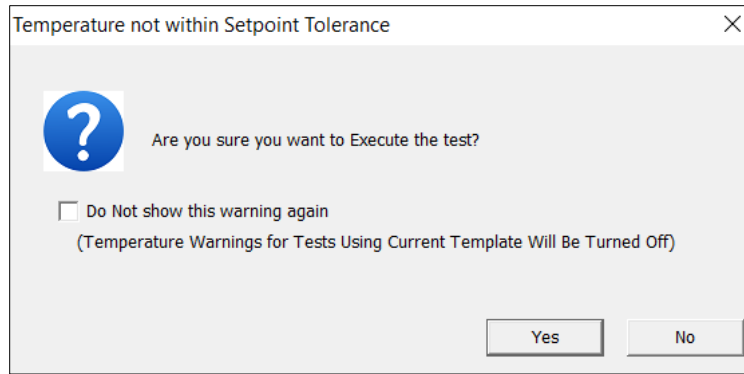 Temperature not within Setpoint Tolerance
Are you sure you want to Execute the test?
Do Not show this warning again
(Temperature Warnings for Tests Using Current Template Will Be Turned Off)
Yes No